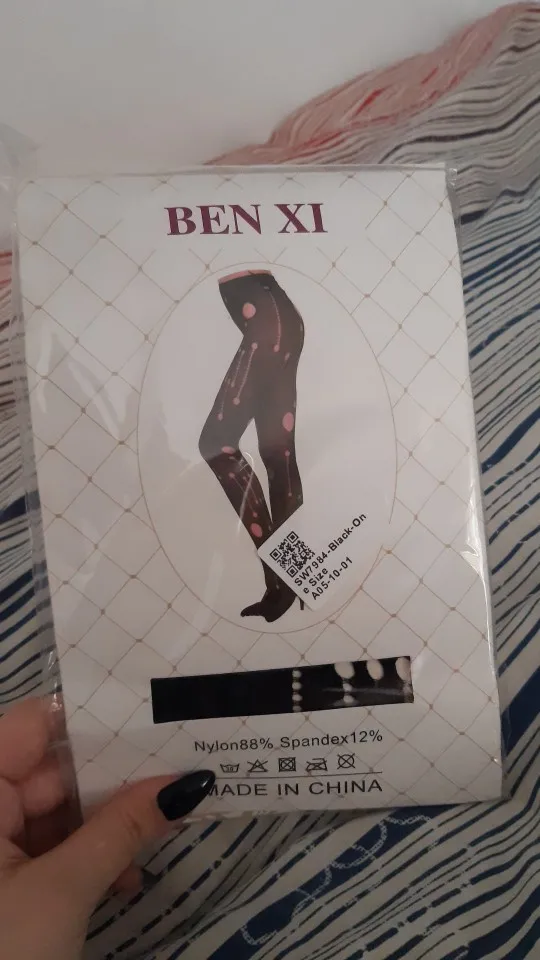 BEN XI
SW7984-Black-On
e Size
A05-10-01
Nylon88% Spandex12%
MADE IN CHINA